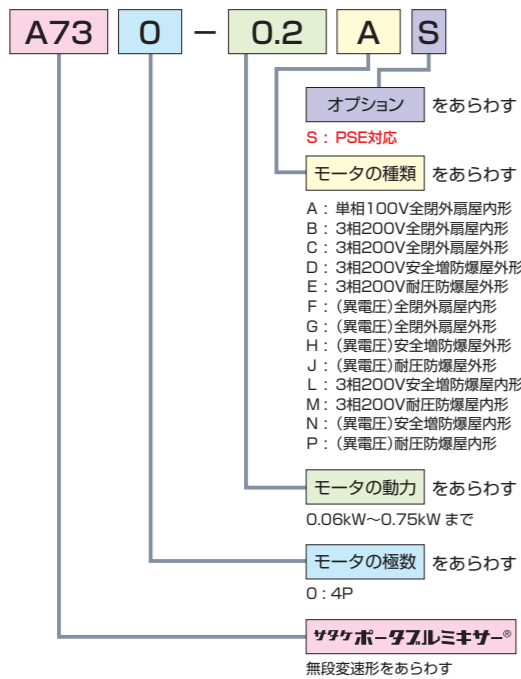 A73 0 － 0.2 A S
オプション をあらわす
S：PSE対応
モータの種類 をあらわす
A：単相100V全閉外扇屋内形
B：3相200V全閉外扇屋内形
C：3相200V全閉外扇屋外形
D：3相200V安全増防爆屋外形
E：3相200V耐圧防爆屋外形
F：(異電圧)全閉外扇屋内形
G：(異電圧)全閉外扇屋外形
H：(異電圧)安全増防爆屋外形
J：(異電圧)耐圧防爆屋外形
L：3相200V安全増防爆屋内形
M：3相200V耐圧防爆屋内形
N：(異電圧)安全増防爆屋内形
P：(異電圧)耐圧防爆屋内形
モータの動力 をあらわす
0.06kW〜0.75kW まで
モータの極数 をあらわす
0：4P
サタケポータブルミキサー®
無段変速形をあらわす